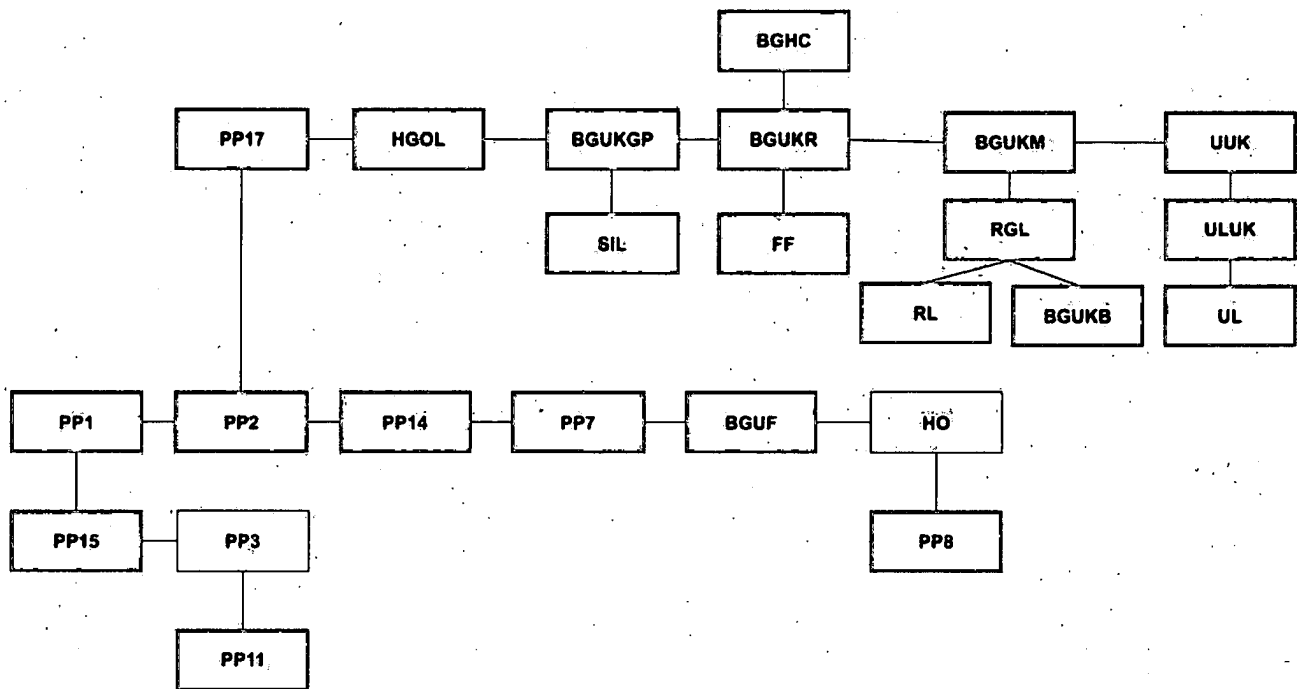 BGHC
PP17 HGOL BGUKGP BGUKR BGUKM UUK
SIL FF RGL ULUK
RL BGUKB UL
PP1 PP2 PP14 PP7 BGUF HO
PP15 PP3 PP8
PP11